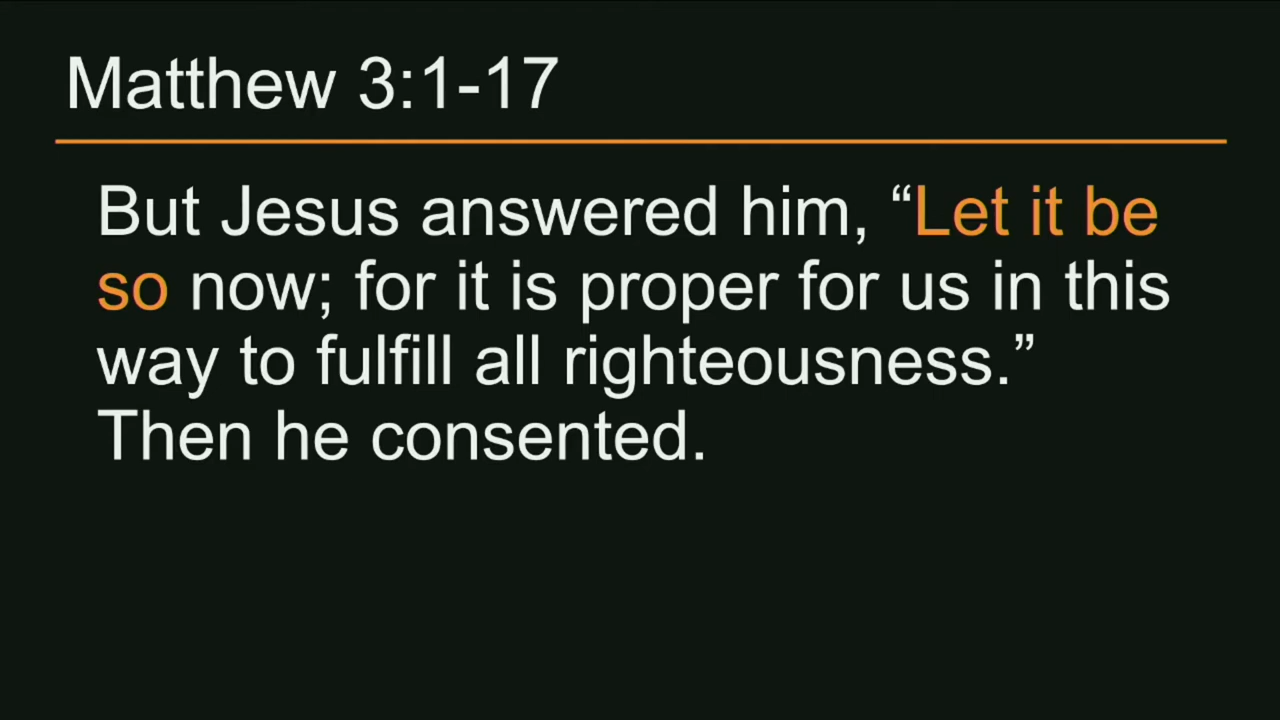 Matthew 3:1-17
But Jesus answered him, “Let it be
so now; for it is proper for us in this
way to fulfill all righteousness.”
Then he consented.